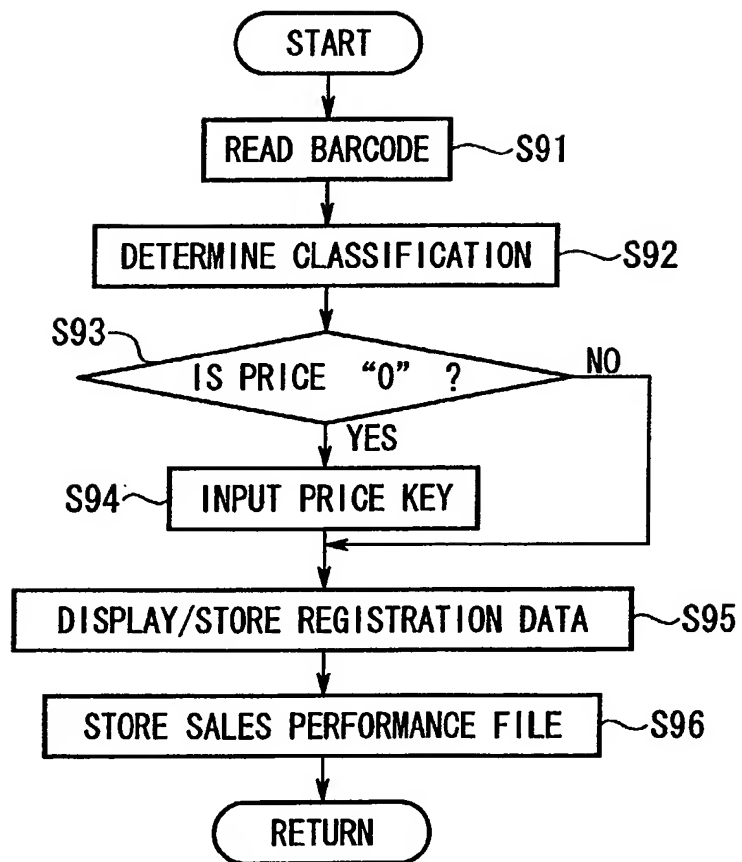 START
READ BARCODE
S91
DETERMINE CLASSIFICATION
S92
S93
IS PRICE “0” ?
NO
YES
S94
INPUT PRICE KEY
DISPLAY/STORE REGISTRATION DATA
S95
STORE SALES PERFORMANCE FILE
S96
RETURN